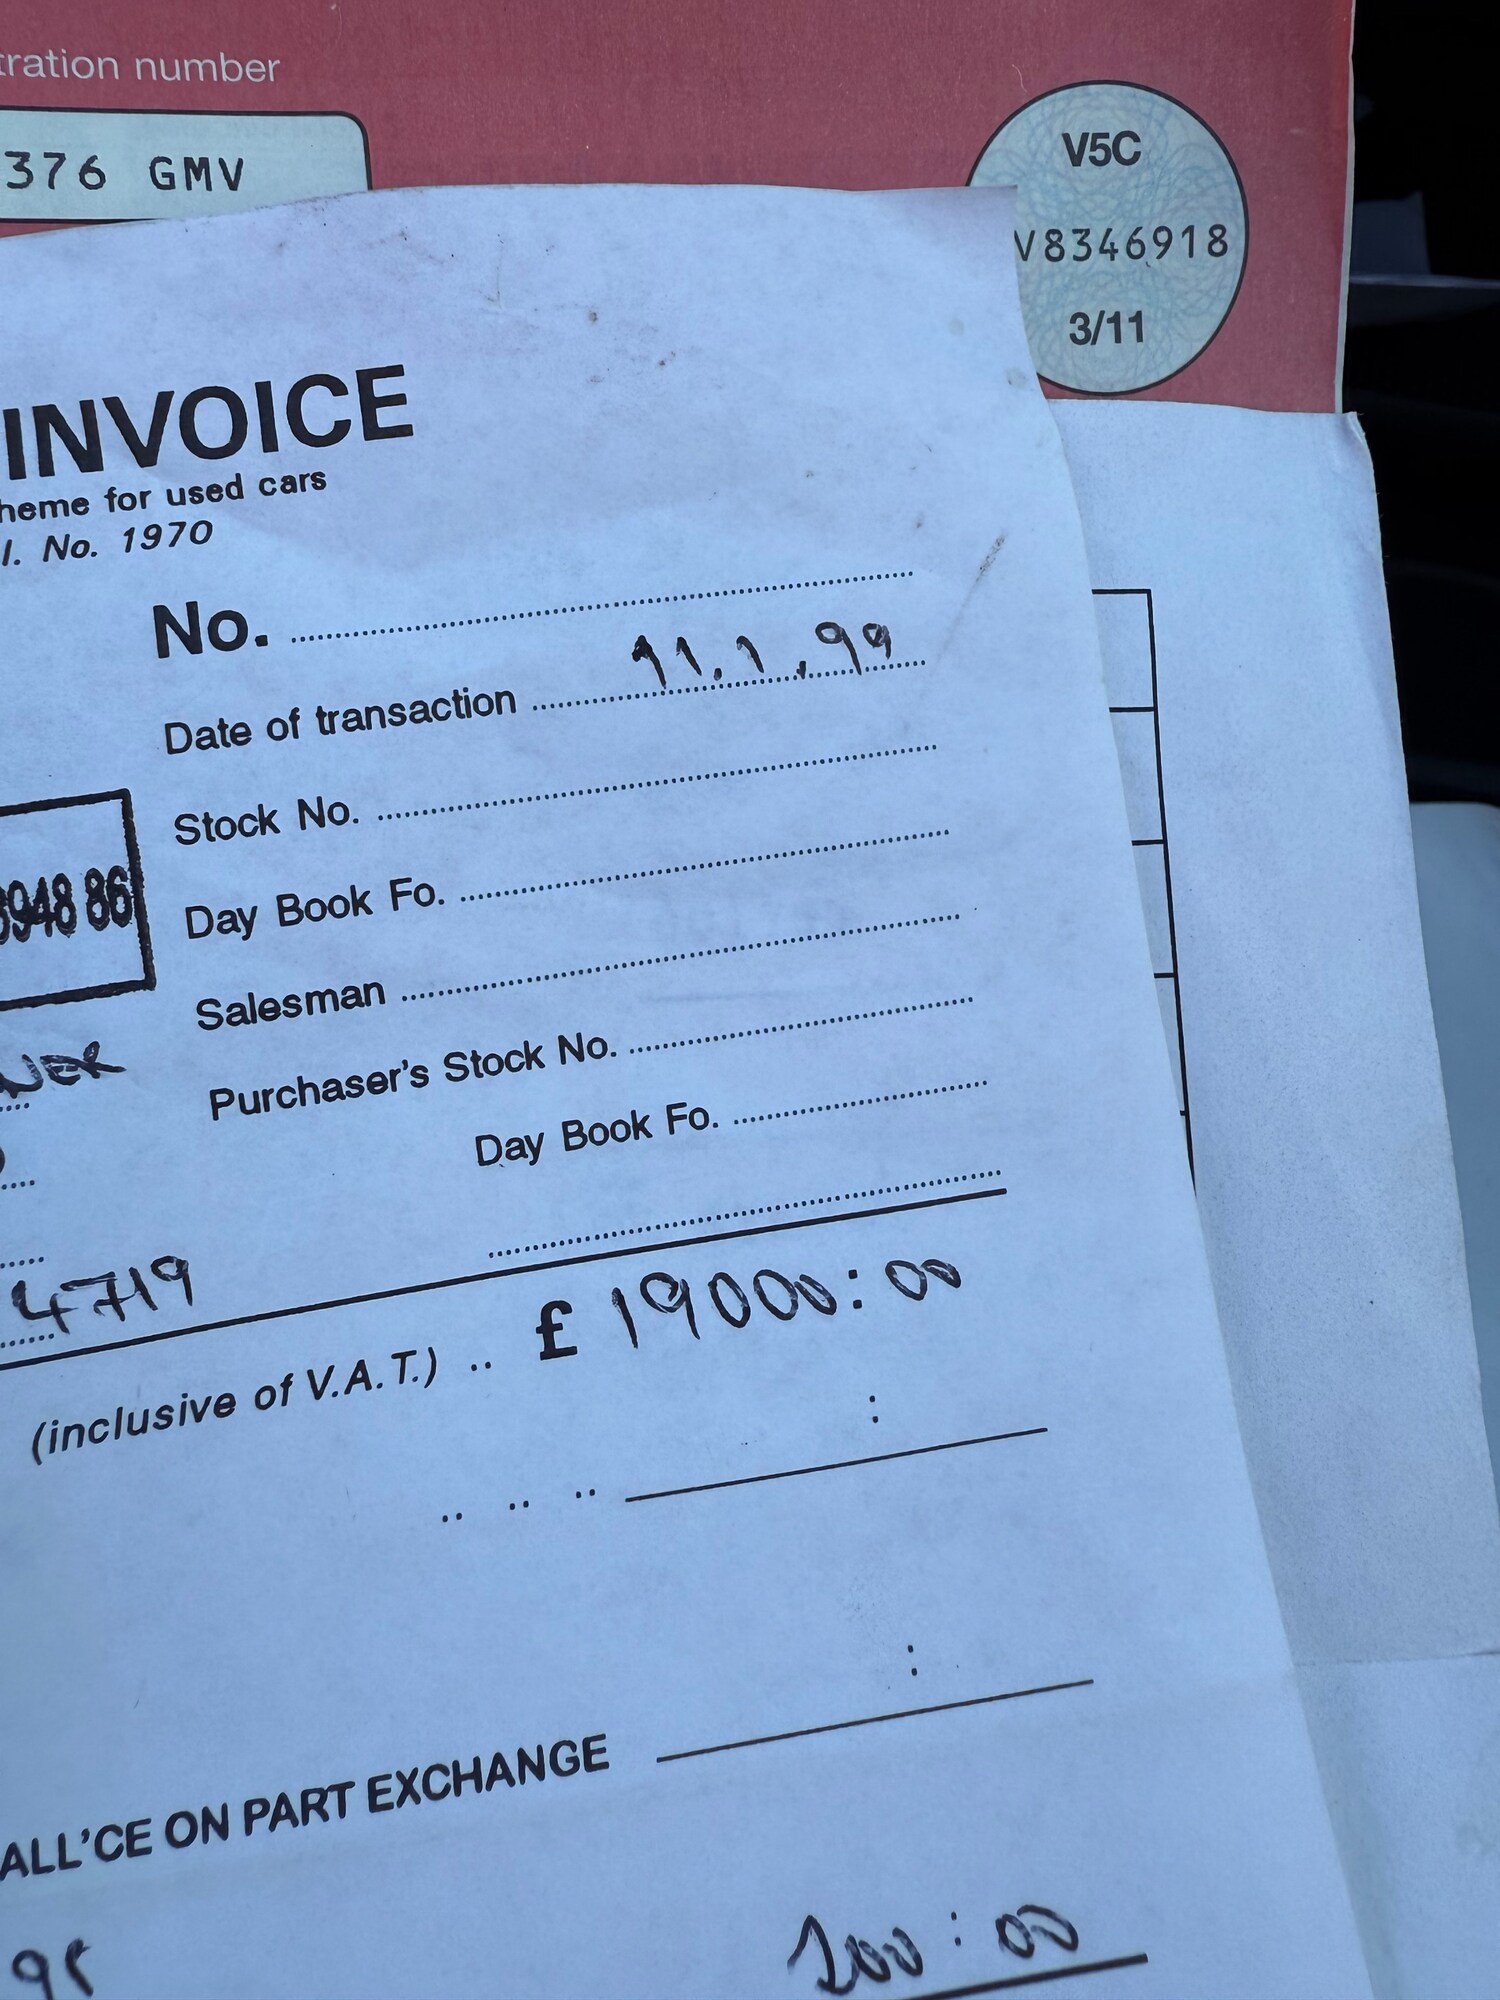 tration number
376 GMV
V5C
V8346918
3/11
INVOICE
heme for used cars
l. No. 1970
No.
Date of transaction 11.1.99
Stock No.
3948 86
Day Book Fo.
Salesman
NER
Purchaser's Stock No.
Day Book Fo.
4719
(inclusive of V.A.T.) .. £ 19000:00
:
.. .. ..
:
ALL'CE ON PART EXCHANGE
:00